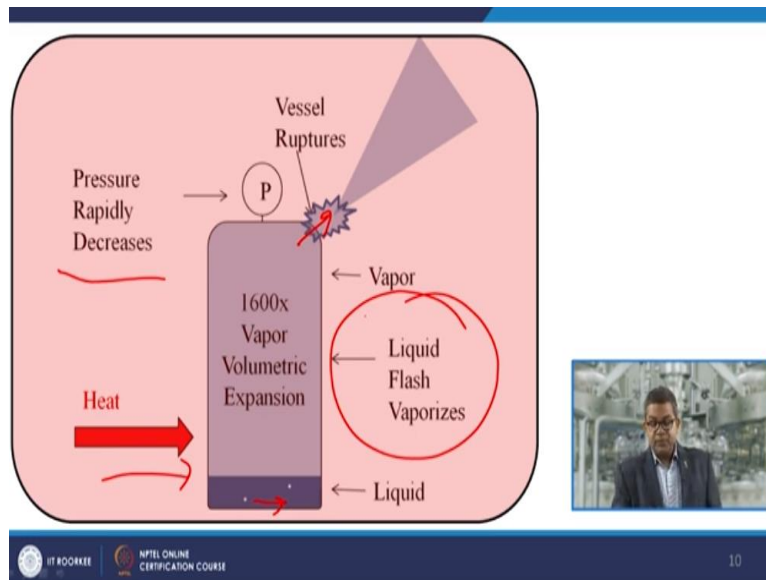 Vessel
Ruptures
Pressure
Rapidly
Decreases
P
Vapor
1600x
Vapor
Volumetric
Expansion
Liquid
Flash
Vaporizes
Heat
Liquid
IIT ROORKEE
NPTEL ONLINE
CERTIFICATION COURSE
10